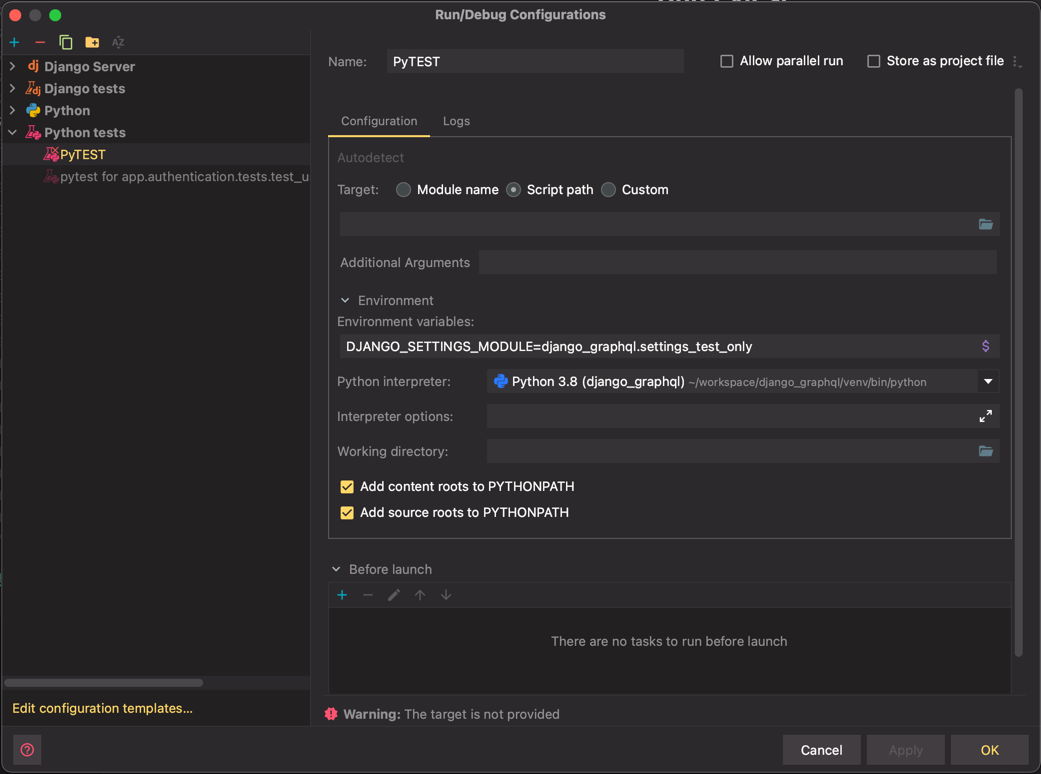 Run/Debug Configurations
Django Server
Django tests
Python
Python tests
PyTEST
pytest for app.authentication.tests.test_u
Edit configuration templates...
Name: PyTEST
Allow parallel run
Store as project file
Configuration Logs
Autodetect
Target: Module name Script path Custom
Additional Arguments
Environment
Environment variables:
DJANGO_SETTINGS_MODULE=django_graphql.settings_test_only
$
Python interpreter: Python 3.8 (django_graphql) ~/workspace/django_graphql/venv/bin/python
Interpreter options:
Working directory:
Add content roots to PYTHONPATH
Add source roots to PYTHONPATH
Before launch
There are no tasks to run before launch
Warning: The target is not provided
? Cancel Apply OK